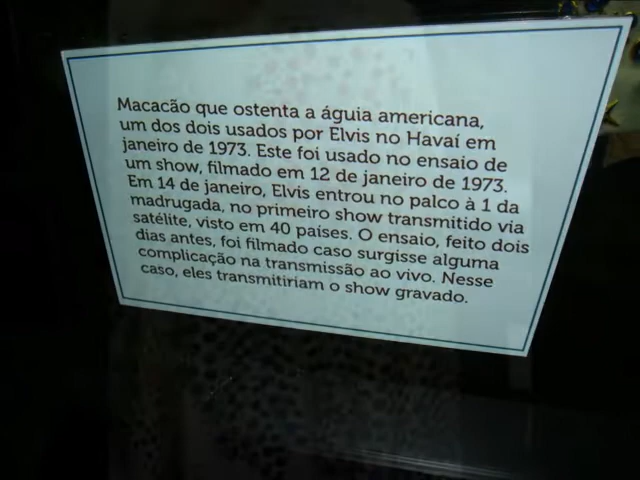 Macacão que ostenta a águia americana,
um dos dois usados por Elvis no Havaí em
janeiro de 1973. Este foi usado no ensaio de
um show, filmado em 12 de janeiro de 1973.
Em 14 de janeiro, Elvis entrou no palco à 1 da
madrugada, no primeiro show transmitido via
satélite, visto em 40 países. O ensaio, feito dois
dias antes, foi filmado caso surgisse alguma
complicação na transmissão ao vivo. Nesse
caso, eles transmitiriam o show gravado.